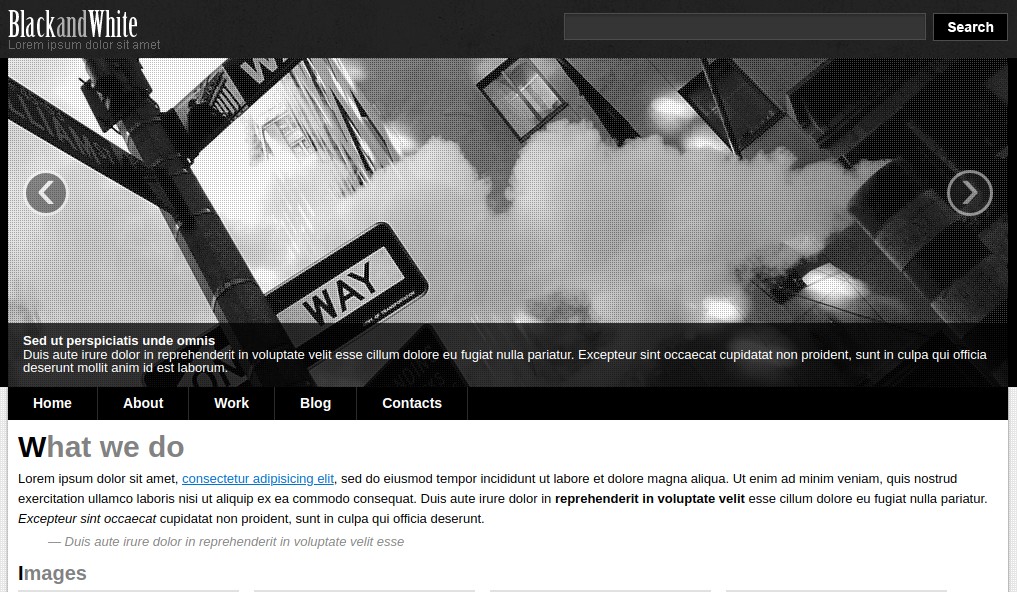 BlackandWhite
Lorem ipsum dolor sit amet
Search
WAY
Sed ut perspiciatis unde omnis
Duis aute irure dolor in reprehenderit in voluptate velit esse cillum dolore eu fugiat nulla pariatur. Excepteur sint occaecat cupidatat non proident, sunt in culpa qui officia
deserunt mollit anim id est laborum.
Home About Work Blog Contacts
What we do
Lorem ipsum dolor sit amet, consectetur adipisicing elit, sed do eiusmod tempor incididunt ut labore et dolore magna aliqua. Ut enim ad minim veniam, quis nostrud
exercitation ullamco laboris nisi ut aliquip ex ea commodo consequat. Duis aute irure dolor in reprehenderit in voluptate velit esse cillum dolore eu fugiat nulla pariatur.
Excepteur sint occaecat cupidatat non proident, sunt in culpa qui officia deserunt.
— Duis aute irure dolor in reprehenderit in voluptate velit esse
Images